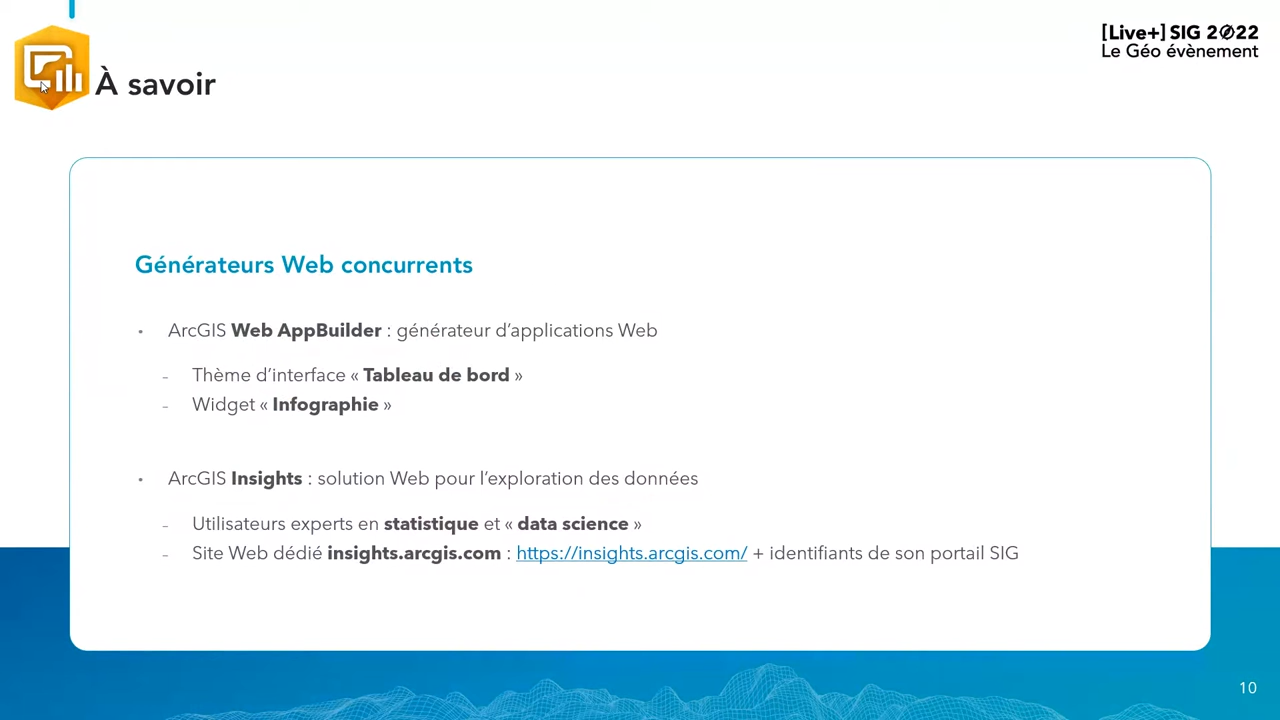 [Live+] SIG 2022
Le Géo évènement
À savoir
Générateurs Web concurrents
• ArcGIS Web AppBuilder : générateur d’applications Web
- Thème d’interface « Tableau de bord »
- Widget « Infographie »
• ArcGIS Insights : solution Web pour l’exploration des données
- Utilisateurs experts en statistique et « data science »
- Site Web dédié insights.arcgis.com : https://insights.arcgis.com/ + identifiants de son portail SIG
10